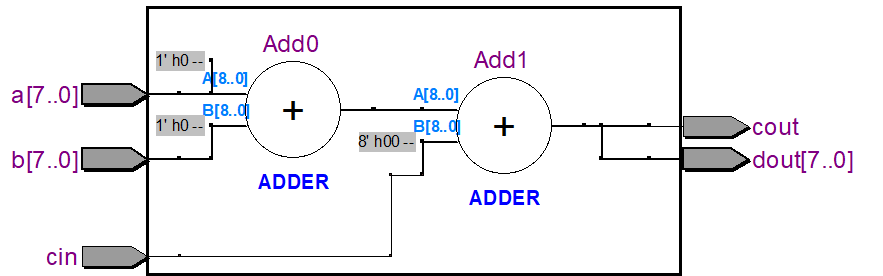 Add0
Add1
1' h0 --
A[8..0]
a[7..0]
+
A[8..0]
B[8..0]
1' h0 --
+
B[8..0]
cout
8' h00 --
b[7..0]
dout[7..0]
ADDER
ADDER
cin